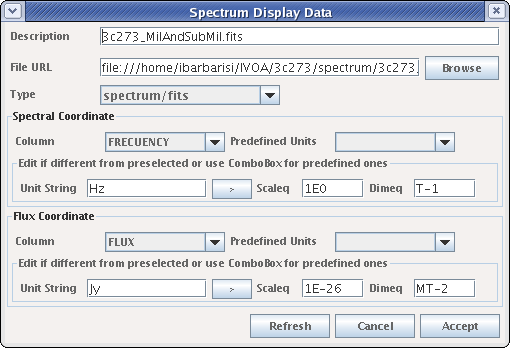 Spectrum Display Data
Description 3c273_MilAndSubMil.fits
File URL file:///home/ibarbarisi/IVOA/3c273/spectrum/3c273_ Browse
Type spectrum/fits
Spectral Coordinate
Column FRECUENCY Predefined Units
Edit if different from preselected or use ComboBox for predefined ones
Unit String Hz > Scaleq 1E0 Dimeq T-1
Flux Coordinate
Column FLUX Predefined Units
Edit if different from preselected or use ComboBox for predefined ones
Unit String Jy > Scaleq 1E-26 Dimeq MT-2
Refresh Cancel Accept